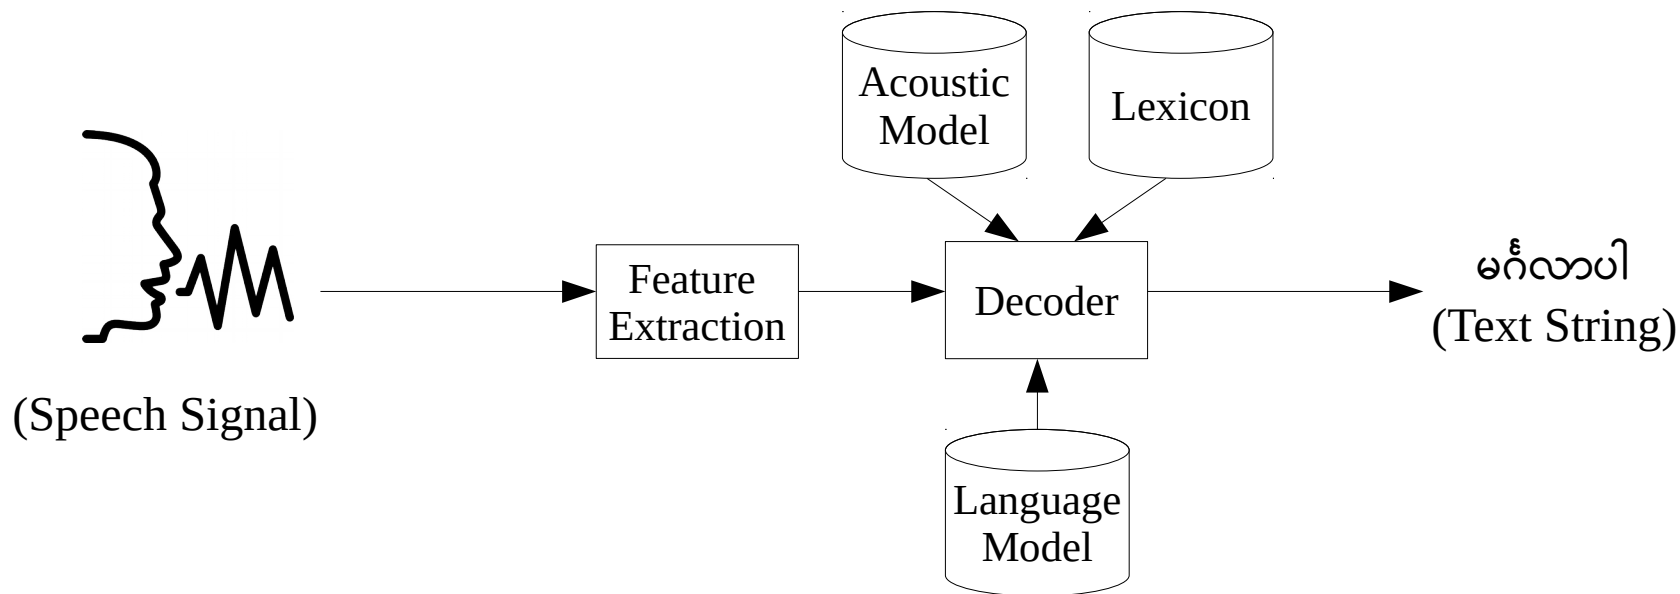 Acoustic
Model
Lexicon
Feature
Extraction
Decoder
မင်္ဂလာပါ
(Text String)
(Speech Signal)
Language
Model